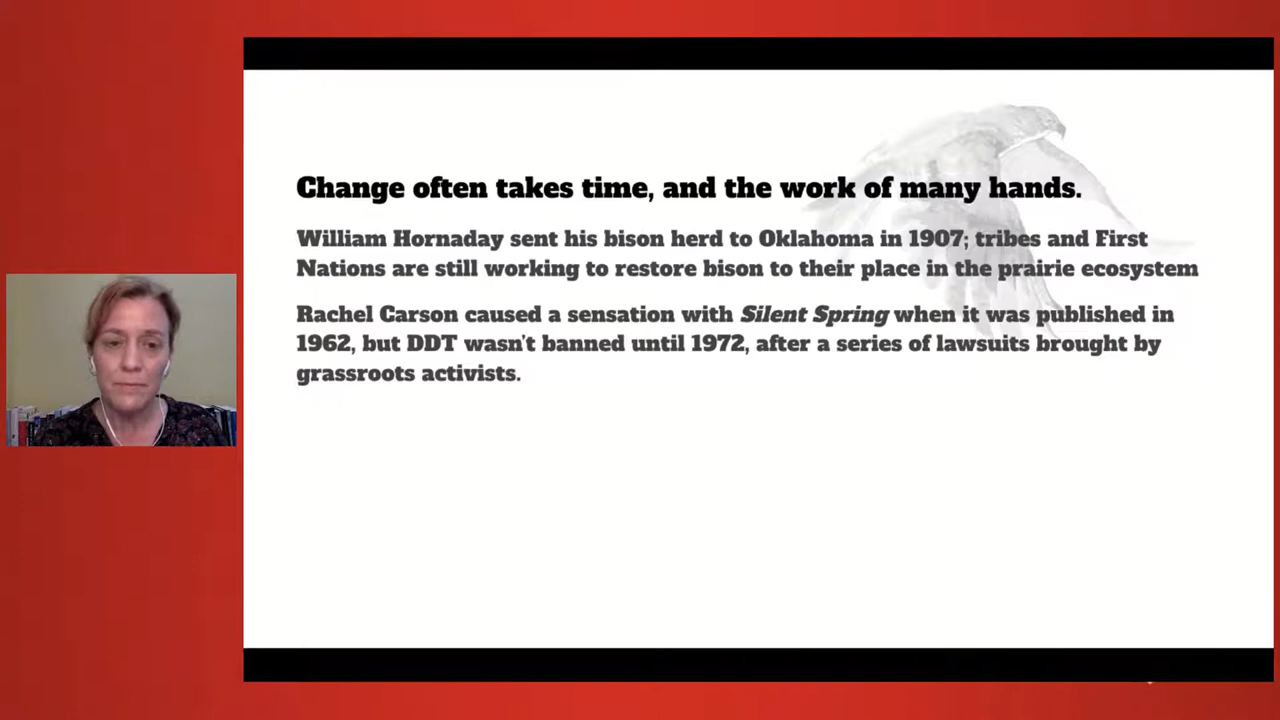 Change often takes time, and the work of many hands.
William Hornaday sent his bison herd to Oklahoma in 1907; tribes and First
Nations are still working to restore bison to their place in the prairie ecosystem
Rachel Carson caused a sensation with Silent Spring when it was published in
1962, but DDT wasn't banned until 1972, after a series of lawsuits brought by
grassroots activists.